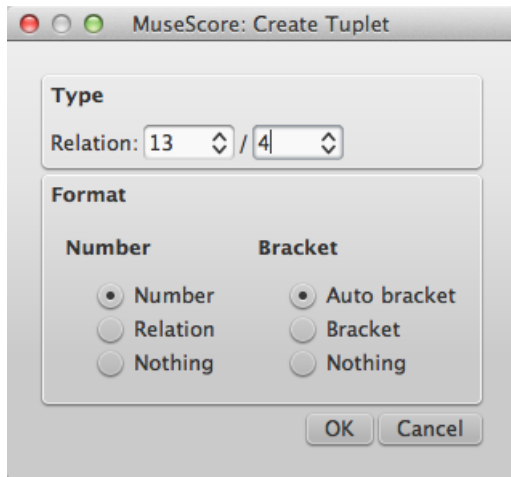 MuseScore: Create Tuplet
Type
Relation: 13 / 4
Format
Number Bracket
Number Auto bracket
Relation Bracket
Nothing Nothing
OK Cancel